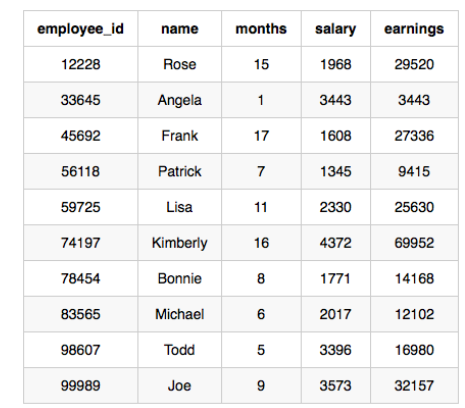 employee_id name months salary earnings
12228 Rose 15 1968 29520
33645 Angela 1 3443 3443
45692 Frank 17 1608 27336
56118 Patrick 7 1345 9415
59725 Lisa 11 2330 25630
74197 Kimberly 16 4372 69952
78454 Bonnie 8 1771 14168
83565 Michael 6 2017 12102
98607 Todd 5 3396 16980
99989 Joe 9 3573 32157